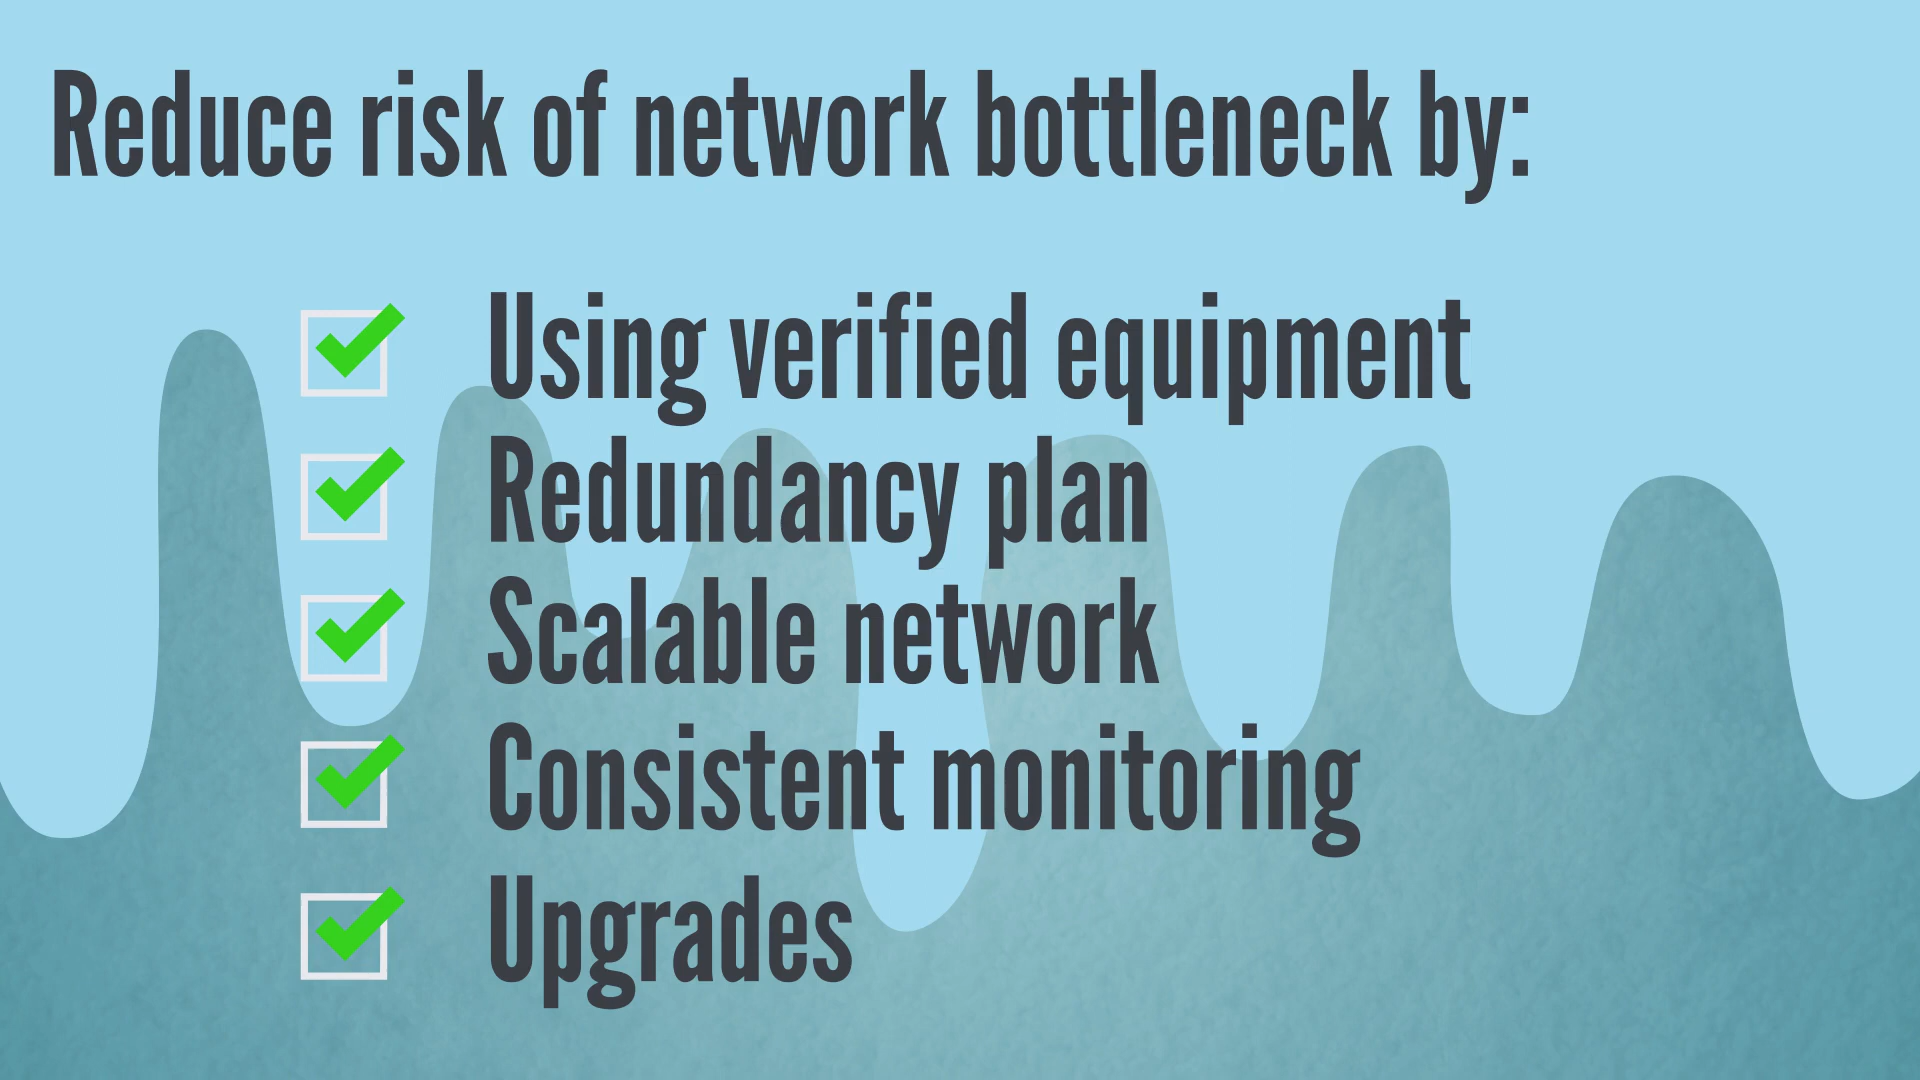 Reduce risk of network bottleneck by:
Using verified equipment
Redundancy plan
Scalable network
Consistent monitoring
Upgrades